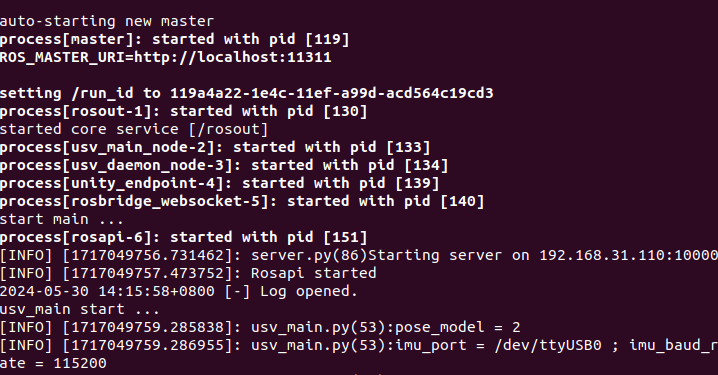 auto-starting new master
process[master]: started with pid [119]
ROS_MASTER_URI=http://localhost:11311
setting /run_id to 119a4a22-1e4c-11ef-a99d-acd564c19cd3
process[rosout-1]: started with pid [130]
started core service [/rosout]
process[usv_main_node-2]: started with pid [133]
process[usv_daemon_node-3]: started with pid [134]
process[unity_endpoint-4]: started with pid [139]
process[rosbridge_websocket-5]: started with pid [140]
start main ...
process[rosapi-6]: started with pid [151]
[INFO] [1717049756.731462]: server.py(86)Starting server on 192.168.31.110:10000
[INFO] [1717049757.473752]: Rosapi started
2024-05-30 14:15:58+0800 [-] Log opened.
usv_main start ...
[INFO] [1717049759.285838]: usv_main.py(53):pose_model = 2
[INFO] [1717049759.286955]: usv_main.py(53):imu_port = /dev/ttyUSB0 ; imu_baud_r
ate = 115200